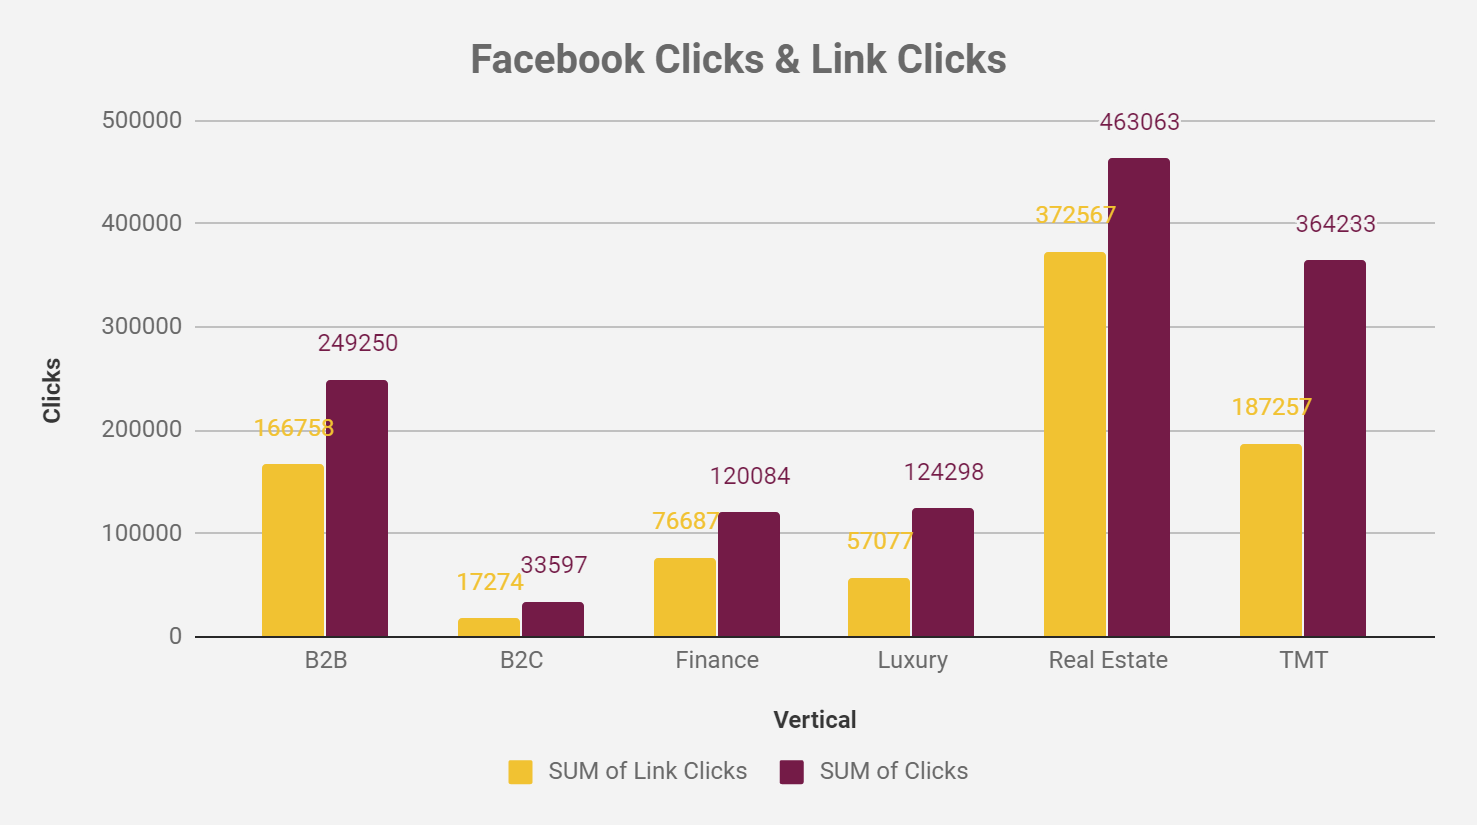 Facebook Clicks & Link Clicks
500000
400000
300000
200000
100000
0
Clicks
166758
249250
17274
33597
76687
120084
57077
124298
372567
463063
187257
364233
B2B
B2C
Finance
Luxury
Real Estate
TMT
Vertical
SUM of Link Clicks
SUM of Clicks